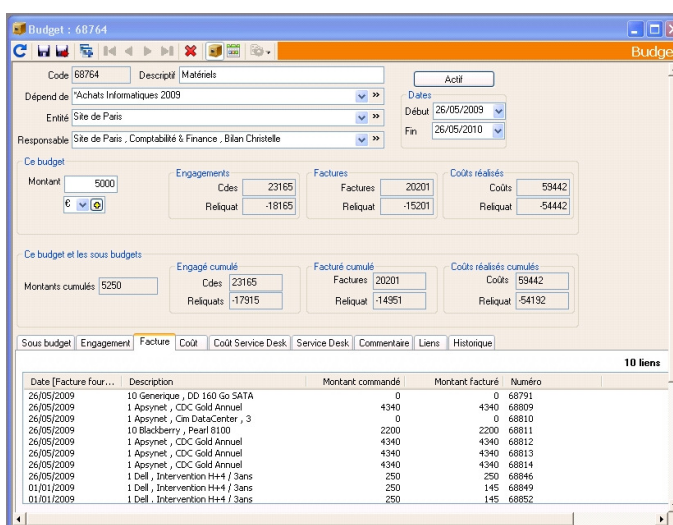 Budget : 68764
Budge
Code 68764 Descriptif Matériels Actif
Dépend de *Achats Informatiques 2009 »
Dates
Début 26/05/2009
Entité Site de Paris »
Fin 26/05/2010
Responsable Site de Paris , Comptabilité & Finance , Bilan Christelle »
Ce budget
Engagements Factures Coûts réalisés
Montant 5000 Cdes 23165 Factures 20201 Coûts 59442
€ Reliquat -18165 Reliquat -15201 Reliquat -54442
Ce budget et les sous budgets
Engagé cumulé Facturé cumulé Coûts réalisés cumulés
Montants cumulés 5250 Cdes 23165 Factures 20201 Coûts 59442
Reliquats -17915 Reliquat -14951 Reliquat -54192
Sous budget Engagement Facture Coût Coût Service Desk Service Desk Commentaire Liens Historique
10 liens
Date [Facture four... Description Montant commandé Montant facturé Numéro
26/05/2009 10 Generique , DD 160 Go SATA 0 0 68791
26/05/2009 1 Apsynet , CDC Gold Annuel 4340 4340 68809
26/05/2009 1 Apsynet , Cim DataCenter , 3 0 0 68810
26/05/2009 10 Blackberry , Pearl 8100 2200 2200 68811
26/05/2009 1 Apsynet , CDC Gold Annuel 4340 4340 68812
26/05/2009 1 Apsynet , CDC Gold Annuel 4340 4340 68813
26/05/2009 1 Apsynet , CDC Gold Annuel 4340 4340 68814
26/05/2009 1 Dell , Intervention H+4 / 3ans 250 250 68846
01/01/2009 1 Dell , Intervention H+4 / 3ans 250 145 68849
01/01/2009 1 Dell , Intervention H+4 / 3ans 250 145 68852